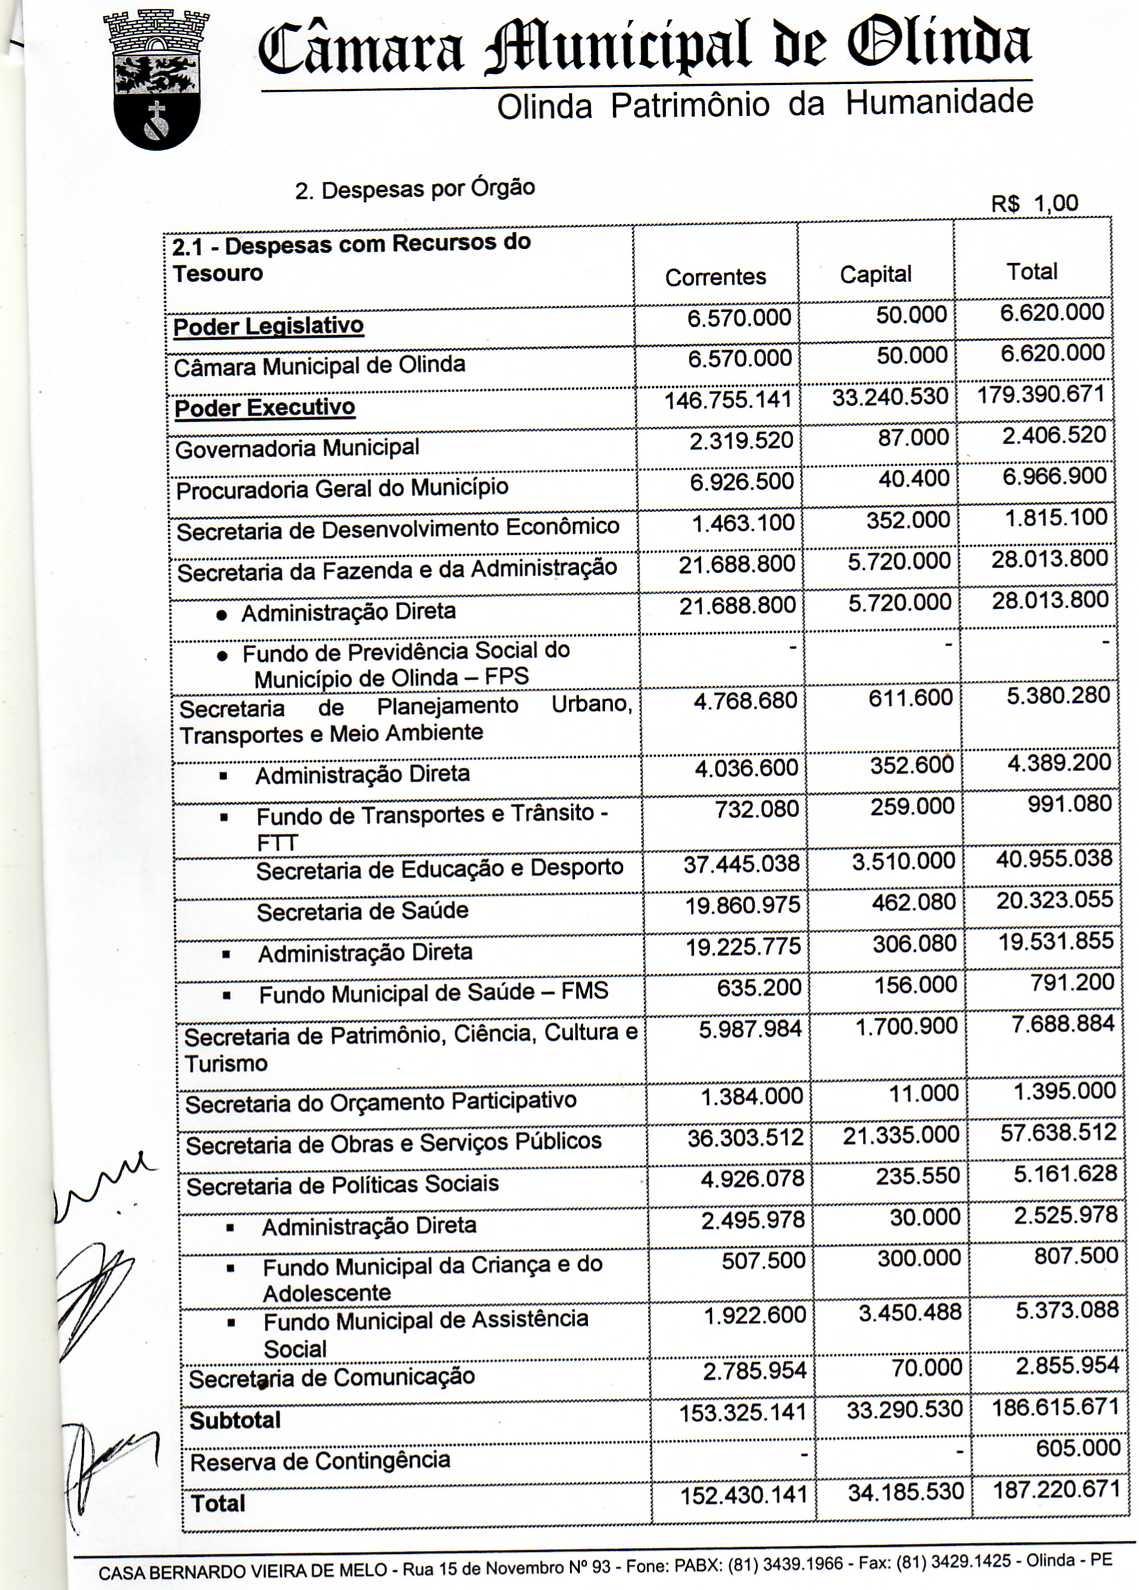 Câmara Municipal de Olinda
Olinda Patrimônio da Humanidade
2. Despesas por Órgão
R$ 1,00
2.1 - Despesas com Recursos do
Tesouro Correntes Capital Total
Poder Legislativo 6.570.000 50.000 6.620.000
Câmara Municipal de Olinda 6.570.000 50.000 6.620.000
Poder Executivo 146.755.141 33.240.530 179.390.671
Governadoria Municipal 2.319.520 87.000 2.406.520
Procuradoria Geral do Município 6.926.500 40.400 6.966.900
Secretaria de Desenvolvimento Econômico 1.463.100 352.000 1.815.100
Secretaria da Fazenda e da Administração 21.688.800 5.720.000 28.013.800
● Administração Direta 21.688.800 5.720.000 28.013.800
● Fundo de Previdência Social do - - -
Município de Olinda – FPS
Secretaria de Planejamento Urbano, 4.768.680 611.600 5.380.280
Transportes e Meio Ambiente
▪ Administração Direta 4.036.600 352.600 4.389.200
▪ Fundo de Transportes e Trânsito - 732.080 259.000 991.080
FTT
Secretaria de Educação e Desporto 37.445.038 3.510.000 40.955.038
Secretaria de Saúde 19.860.975 462.080 20.323.055
▪ Administração Direta 19.225.775 306.080 19.531.855
▪ Fundo Municipal de Saúde – FMS 635.200 156.000 791.200
Secretaria de Patrimônio, Ciência, Cultura e 5.987.984 1.700.900 7.688.884
Turismo
Secretaria do Orçamento Participativo 1.384.000 11.000 1.395.000
Secretaria de Obras e Serviços Públicos 36.303.512 21.335.000 57.638.512
Secretaria de Políticas Sociais 4.926.078 235.550 5.161.628
▪ Administração Direta 2.495.978 30.000 2.525.978
▪ Fundo Municipal da Criança e do 507.500 300.000 807.500
Adolescente
▪ Fundo Municipal de Assistência 1.922.600 3.450.488 5.373.088
Social
Secretaria de Comunicação 2.785.954 70.000 2.855.954
Subtotal 153.325.141 33.290.530 186.615.671
Reserva de Contingência - - 605.000
Total 152.430.141 34.185.530 187.220.671
CASA BERNARDO VIEIRA DE MELO - Rua 15 de Novembro Nº 93 - Fone: PABX: (81) 3439.1966 - Fax: (81) 3429.1425 - Olinda - PE